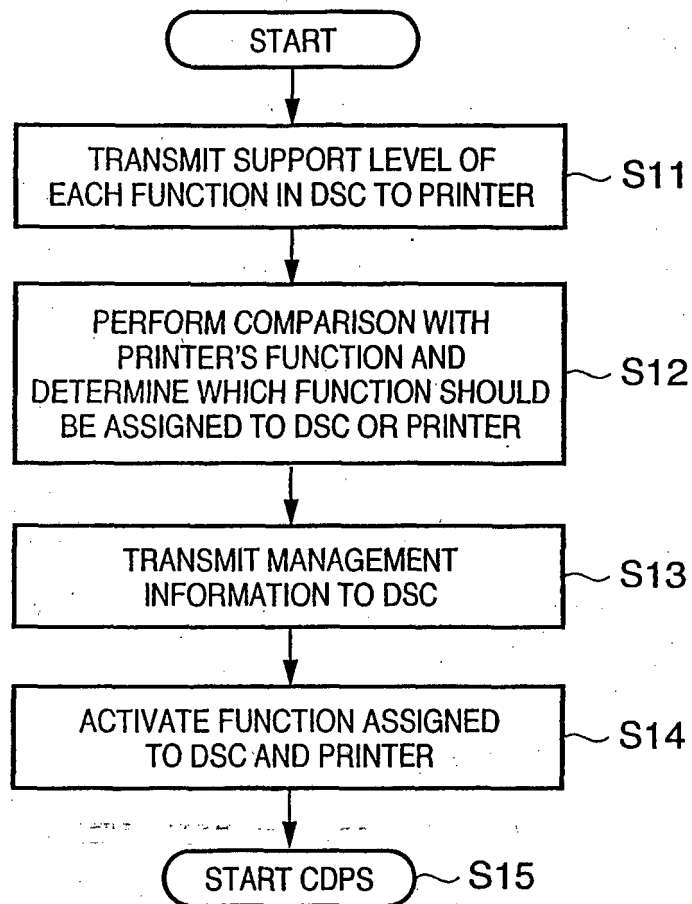 START
TRANSMIT SUPPORT LEVEL OF
EACH FUNCTION IN DSC TO PRINTER
S11
PERFORM COMPARISON WITH
PRINTER'S FUNCTION AND
DETERMINE WHICH FUNCTION SHOULD
BE ASSIGNED TO DSC OR PRINTER
S12
TRANSMIT MANAGEMENT
INFORMATION TO DSC
S13
ACTIVATE FUNCTION ASSIGNED
TO DSC AND PRINTER
S14
START CDPS
S15